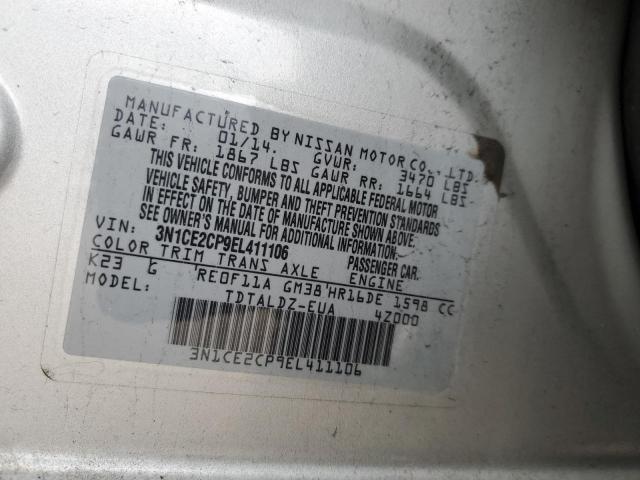 MANUFACTURED BY NISSAN MOTOR CO., LTD.
DATE: 01/14. GVWR: 3470 LBS
GAWR FR: 1867 LBS GAWR RR: 1664 LBS.
THIS VEHICLE CONFORMS TO ALL APPLICABLE FEDERAL MOTOR
VEHICLE SAFETY, BUMPER AND THEFT PREVENTION STANDARDS
IN EFFECT ON THE DATE OF MANUFACTURE SHOWN ABOVE.
SEE OWNER'S MANUAL FOR ADDITIONAL INFORMATION.
VIN: 3N1CE2CP9EL411106 PASSENGER CAR.
COLOR TRIM TRANS AXLE ENGINE
K23 G RE0F11A GM38 HR16DE 1598 CC
MODEL: TDTALDZ-EUA 4Z000
3N1CE2CP9EL411106